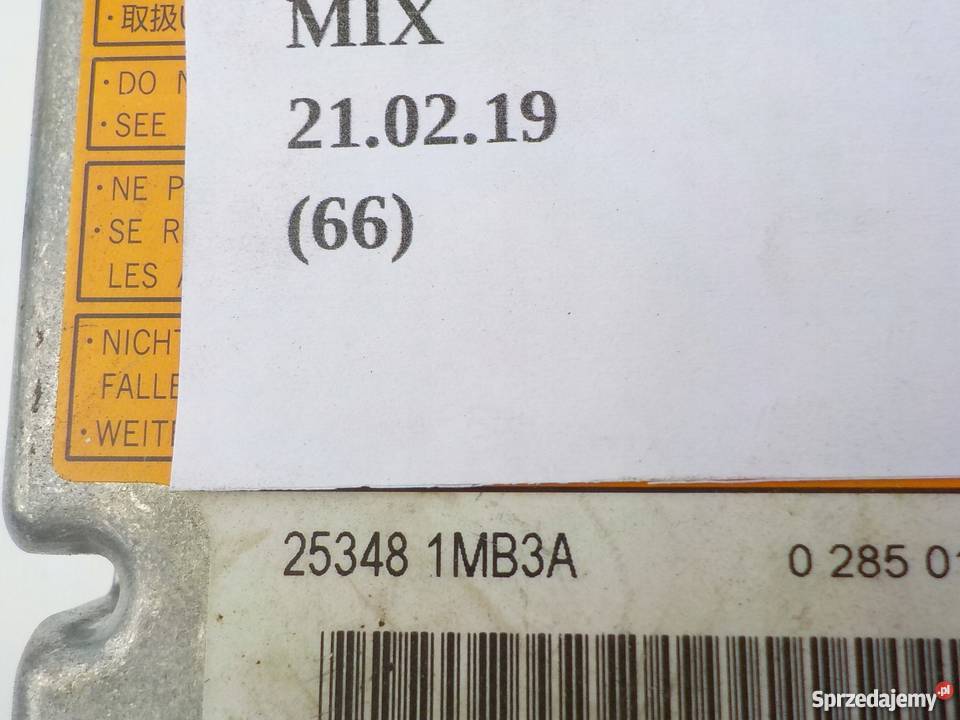 ・取扱
MIX
・DO
・SEE
21.02.19
・NE
・SE
LES
(66)
・NICHT
FALLE
・WEIT
25348 1MB3A
0 285 01
Sprzedajemy.pl